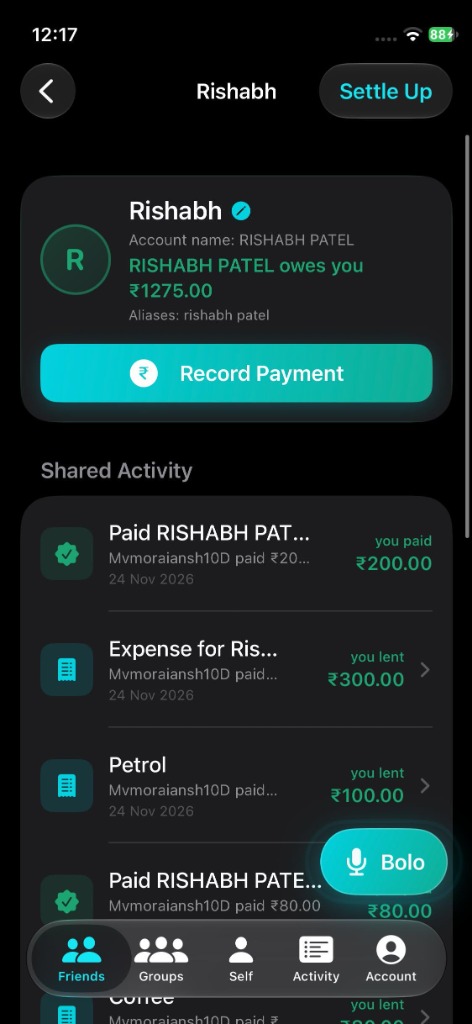 12:17
88
Rishabh
Settle Up
R
Rishabh
Account name: RISHABH PATEL
RISHABH PATEL owes you
₹1275.00
Aliases: rishabh patel
₹ Record Payment
Shared Activity
Paid RISHABH PAT...
Mvmoraiansh10D paid ₹20...
24 Nov 2026
you paid
₹200.00
Expense for Ris...
Mvmoraiansh10D paid...
24 Nov 2026
you lent
₹300.00
Petrol
Mvmoraiansh10D paid...
24 Nov 2026
you lent
₹100.00
Bolo
Paid RISHABH PATE...
Mvmoraiansh10D paid ₹80.00
₹80.00
Friends
Groups
Self
Activity
Account
Coffee
you lent